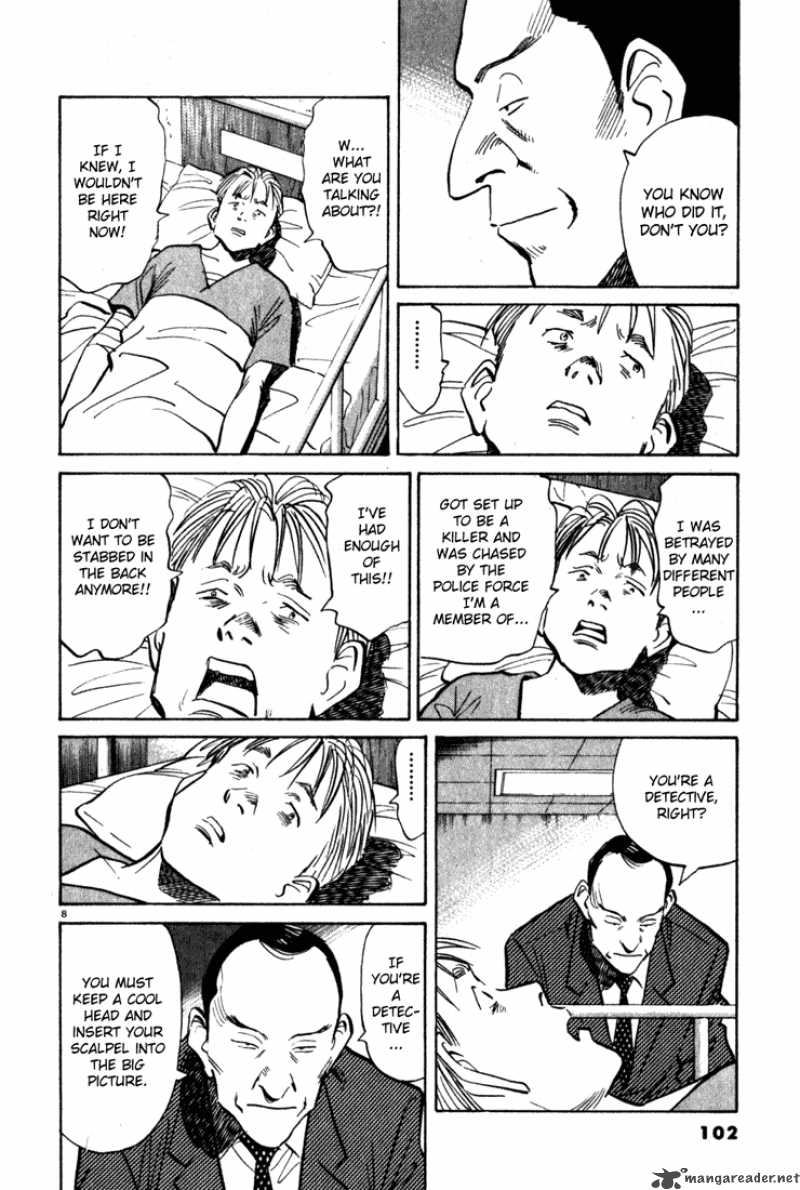 YOU KNOW
WHO DID IT,
DON'T YOU?
W...
WHAT
ARE YOU
TALKING
ABOUT?!
IF I
KNEW, I
WOULDN'T
BE HERE
RIGHT
NOW!
.........
I WAS
BETRAYED
BY MANY
DIFFERENT
PEOPLE
...
GOT SET UP
TO BE A
KILLER AND
WAS CHASED
BY THE
POLICE FORCE
I'M A
MEMBER OF...
I'VE
HAD
ENOUGH
OF
THIS!!
I DON'T
WANT TO BE
STABBED IN
THE BACK
ANYMORE!!
YOU'RE A
DETECTIVE,
RIGHT?
.........
8
IF
YOU'RE
A
DETEC-
TIVE
...
YOU MUST
KEEP A COOL
HEAD AND
INSERT YOUR
SCALPEL INTO
THE BIG
PICTURE.
102
mangareader.net